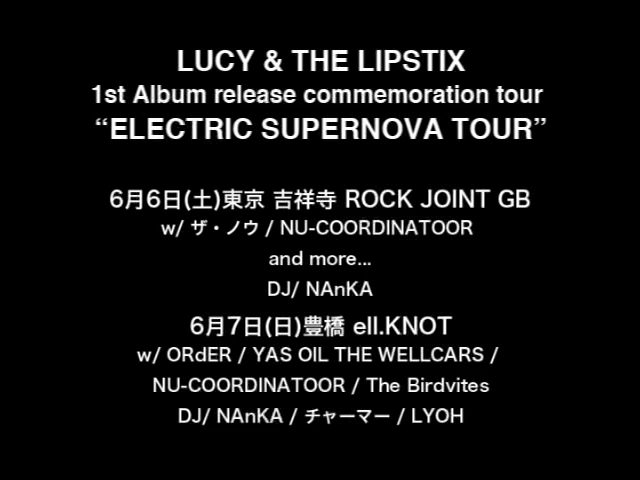 LUCY & THE LIPSTIX
1st Album release commemoration tour
“ELECTRIC SUPERNOVA TOUR”
6月6日(土)東京 吉祥寺 ROCK JOINT GB
w/ ザ・ノウ / NU-COORDINATOOR
and more...
DJ/ NAnKA
6月7日(日)豊橋 ell.KNOT
w/ ORdER / YAS OIL THE WELLCARS /
NU-COORDINATOOR / The Birdvites
DJ/ NAnKA / チャーマー / LYOH